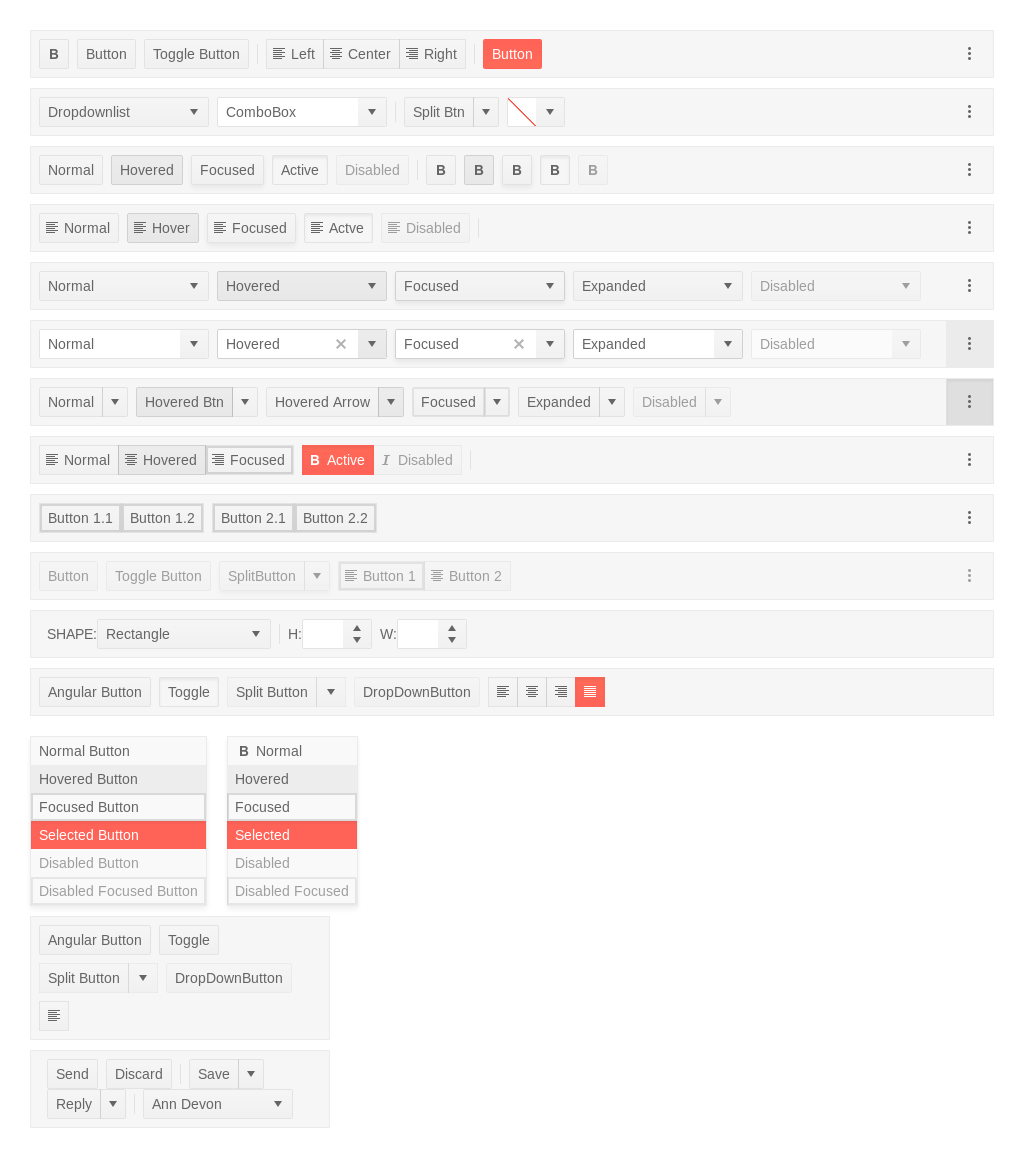 B Button Toggle Button Left Center Right Button
Dropdownlist ComboBox Split Btn
Normal Hovered Focused Active Disabled B B B B B
Normal Hover Focused Actve Disabled
Normal Hovered Focused Expanded Disabled
Normal Hovered Focused Expanded Disabled
Normal Hovered Btn Hovered Arrow Focused Expanded Disabled
Normal Hovered Focused B Active I Disabled
Button 1.1 Button 1.2 Button 2.1 Button 2.2
Button Toggle Button SplitButton Button 1 Button 2
SHAPE: Rectangle H: W:
Angular Button Toggle Split Button DropDownButton
Normal Button
Hovered Button
Focused Button
Selected Button
Disabled Button
Disabled Focused Button
B Normal
Hovered
Focused
Selected
Disabled
Disabled Focused
Angular Button Toggle
Split Button DropDownButton
Send Discard Save
Reply Ann Devon